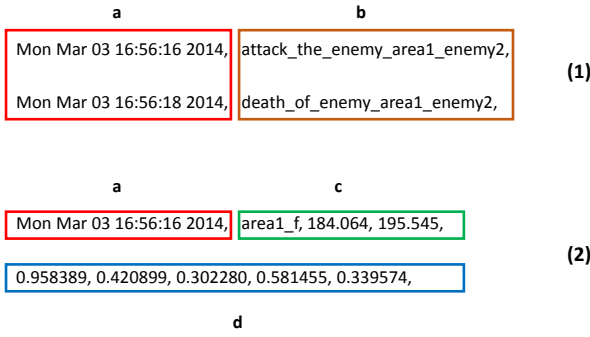 a b
Mon Mar 03 16:56:16 2014, attack_the_enemy_area1_enemy2,
(1)
Mon Mar 03 16:56:18 2014, death_of_enemy_area1_enemy2,
a c
Mon Mar 03 16:56:16 2014, area1_f, 184.064, 195.545,
(2)
0.958389, 0.420899, 0.302280, 0.581455, 0.339574,
d